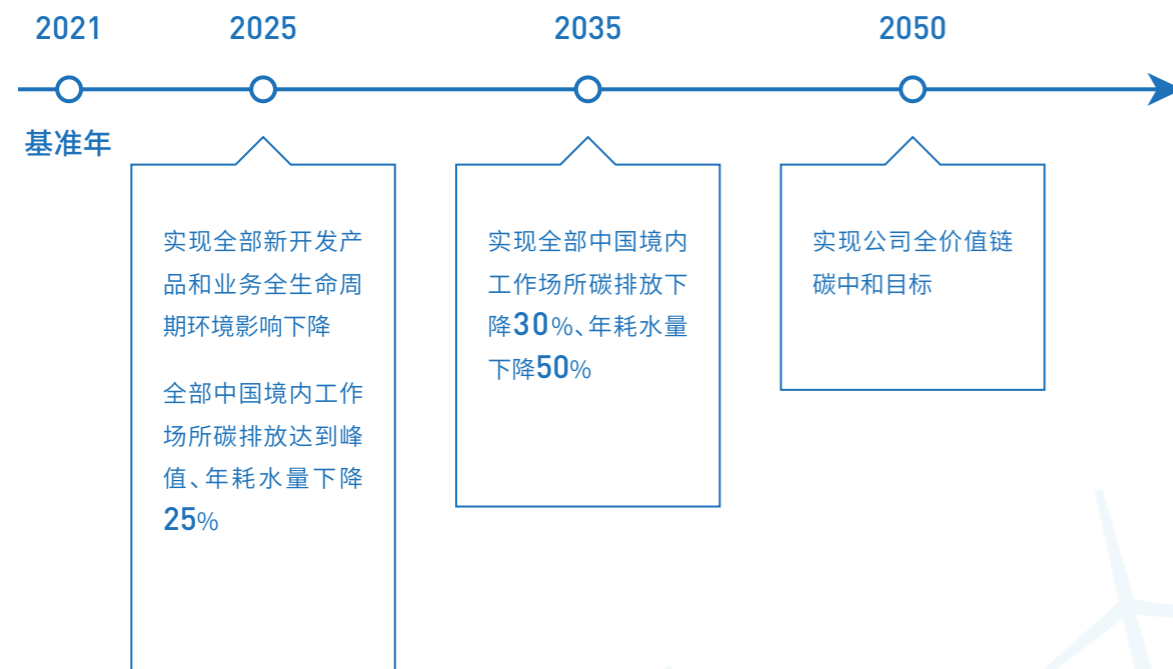 2021
2025
2035
2050
基准年
实现全部新开发产
品和业务全生命周
期环境影响下降
全部中国境内工作
场所碳排放达到峰
值、年耗水量下降
25%
实现全部中国境内
工作场所碳排放下
降30%、年耗水量
下降50%
实现公司全价值链
碳中和目标